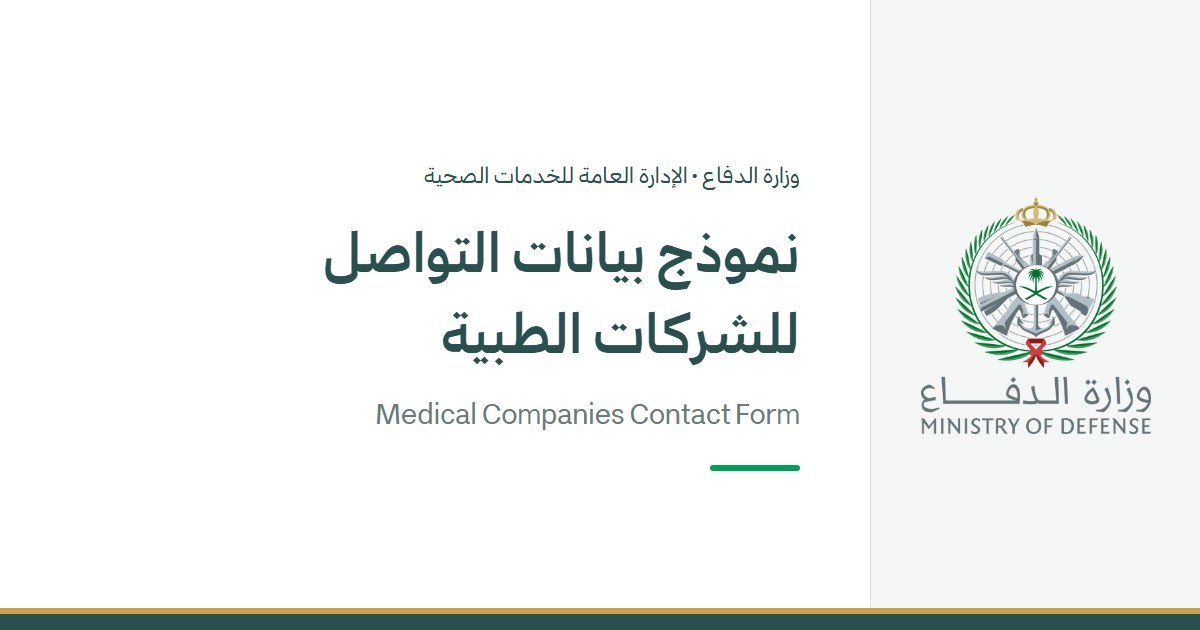 وزارة الدفاع • الإدارة العامة للخدمات الصحية
نموذج بيانات التواصل
للشركات الطبية
Medical Companies Contact Form
وزارة الدفـــــاع
MINISTRY OF DEFENSE